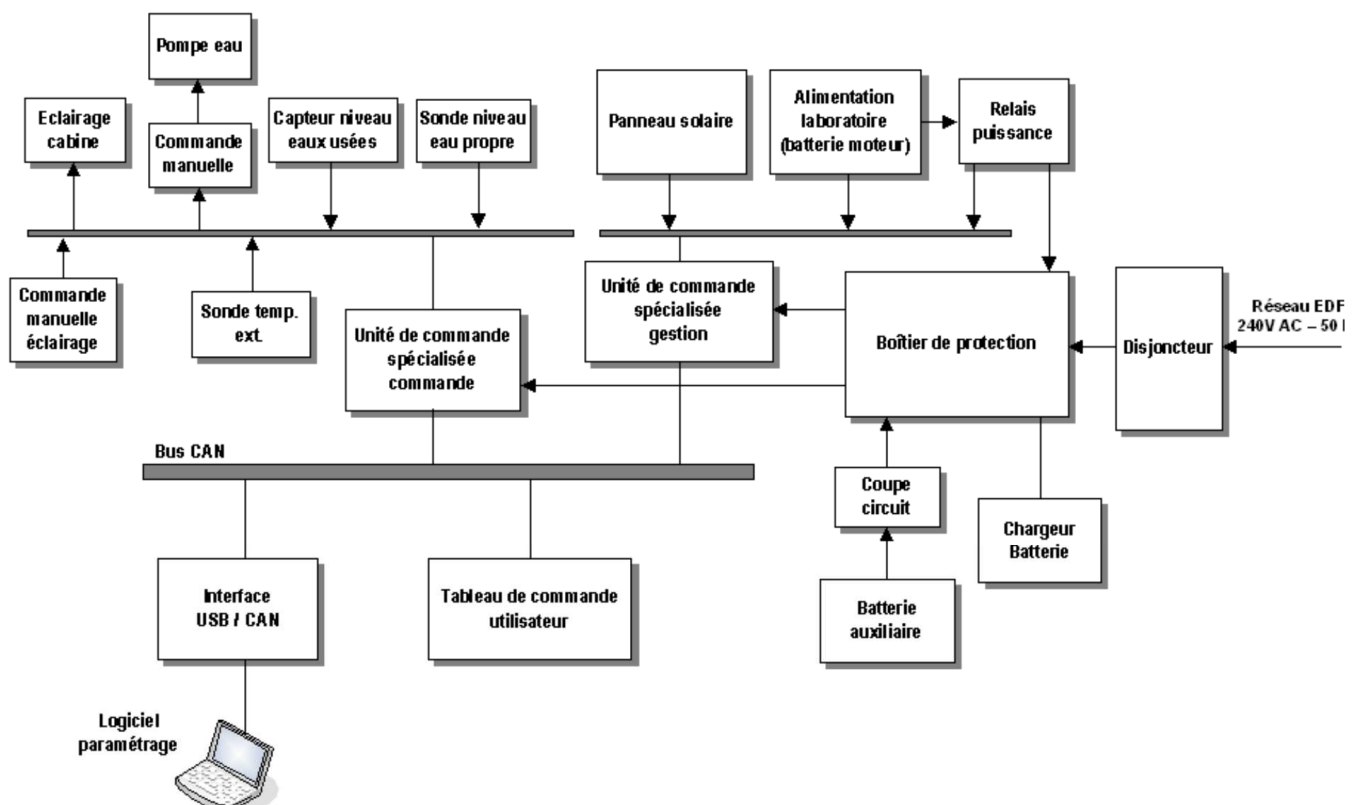 Pompe eau
Eclairage
cabine
Commande
manuelle
Capteur niveau
eaux usées
Sonde niveau
eau propre
Panneau solaire
Alimentation
laboratoire
(batterie moteur)
Relais
puissance
Commande
manuelle
éclairage
Sonde temp.
ext.
Unité de commande
spécialisée
commande
Unité de commande
spécialisée
gestion
Boîtier de protection
Disjoncteur
Réseau EDF
240V AC – 50
Bus CAN
Coupe
circuit
Chargeur
Batterie
Interface
USB / CAN
Tableau de commande
utilisateur
Batterie
auxiliaire
Logiciel
paramétrage